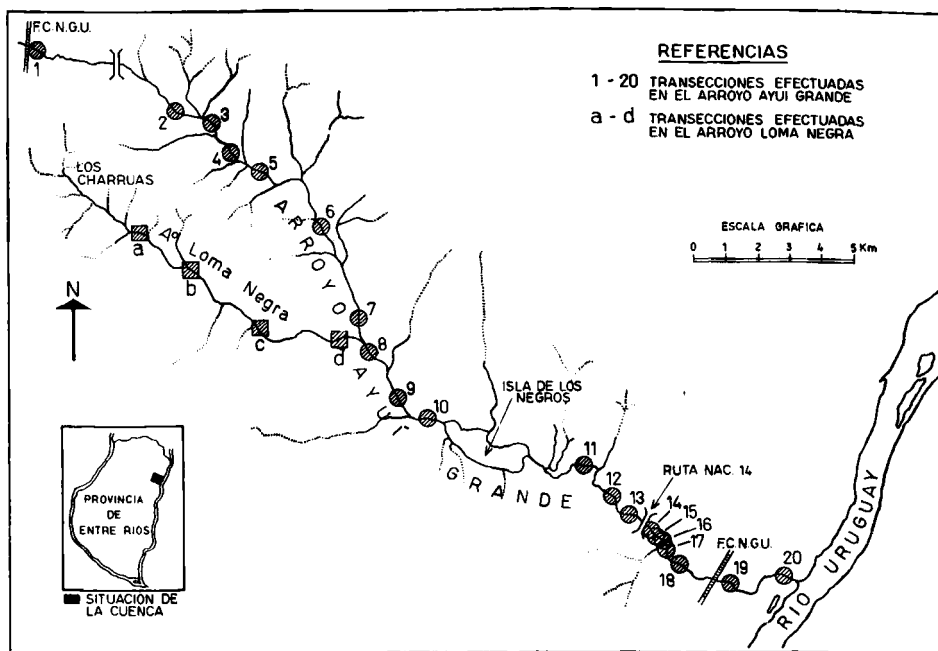 F.C.N.G.U.
1
2
3
4
5
6
7
8
9
10
11
12
13
14
15
16
17
18
19
20
REFERENCIAS
1 - 20 TRANSECCIONES EFECTUADAS
EN EL ARROYO AYUI GRANDE
a - d TRANSECCIONES EFECTUADAS
EN EL ARROYO LOMA NEGRA
LOS
CHARRUAS
a
b
c
d
Aº Loma Negra
ARROYO AYUI GRANDE
ESCALA GRAFICA
0 1 2 3 4 5 Km
N
ISLA DE LOS
NEGROS
RUTA NAC. 14
F.C.N.G.U.
RIO URUGUAY
PROVINCIA
DE
ENTRE RIOS
SITUACION DE
LA CUENCA